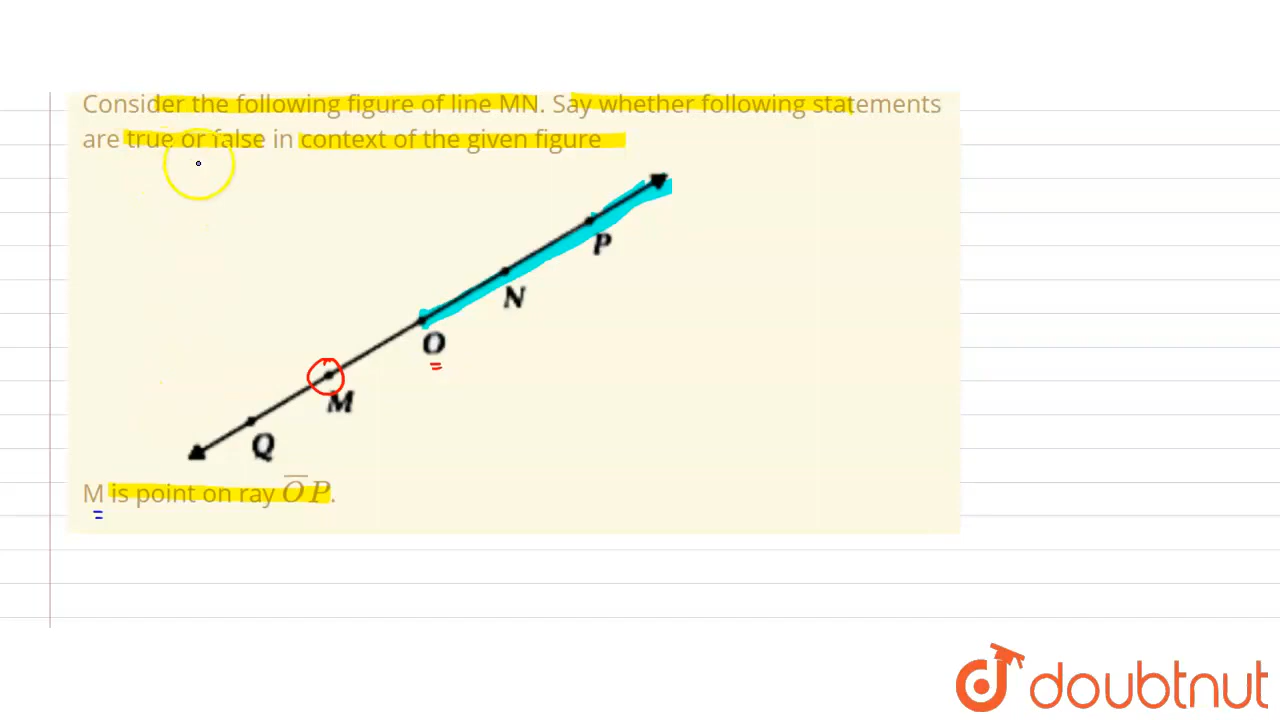 Consider the following figure of line MN. Say whether following statements
are true or false in context of the given figure
P
N
O
M
Q
M is point on ray \overline{O}P.
doubtnut